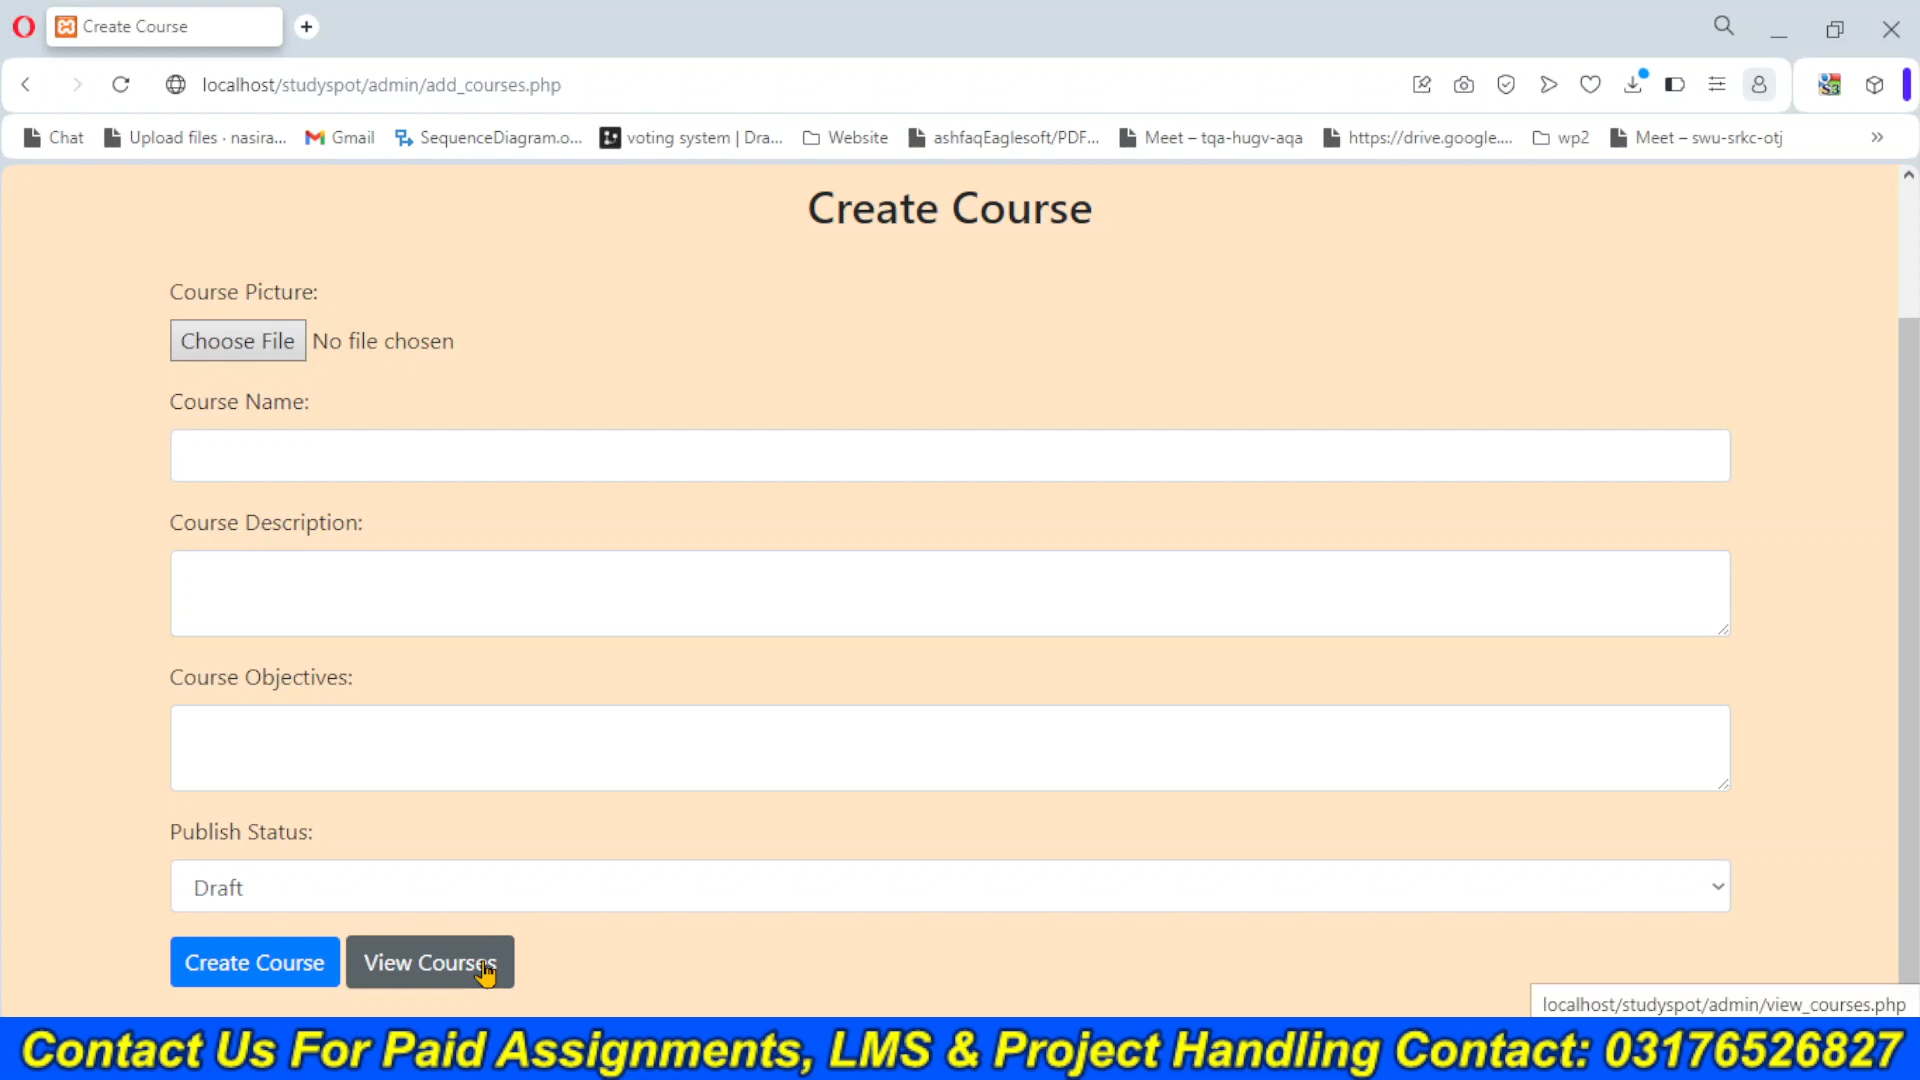 Create Course
localhost/studyspot/admin/add_courses.php
Chat Upload files · nasira... Gmail SequenceDiagram.o... voting system | Dra... Website ashfaqEaglesoft/PDF... Meet – tqa-hugv-aqa https://drive.google.... wp2 Meet – swu-srkc-otj
Create Course
Course Picture:
Choose File No file chosen
Course Name:
Course Description:
Course Objectives:
Publish Status:
Draft
Create Course View Courses
localhost/studyspot/admin/view_courses.php
Contact Us For Paid Assignments, LMS & Project Handling Contact: 03176526827